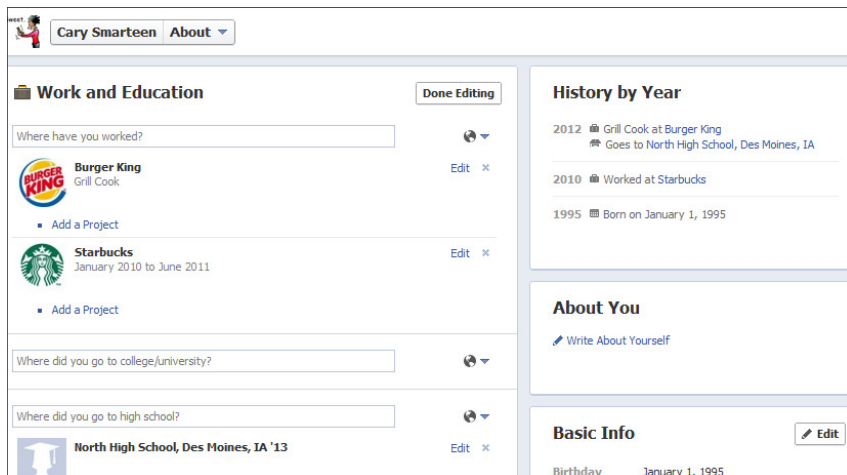 Cary Smarteen About
Work and Education
Done Editing
Where have you worked?
BURGER KING
Burger King
Edit
Grill Cook
Add a Project
Starbucks
Edit
January 2010 to June 2011
Add a Project
Where did you go to college/university?
Where did you go to high school?
North High School, Des Moines, IA '13
Edit
History by Year
2012 Grill Cook at Burger King
Goes to North High School, Des Moines, IA
2010 Worked at Starbucks
1995 Born on January 1, 1995
About You
Write About Yourself
Basic Info
Edit
Birthday January 1, 1995